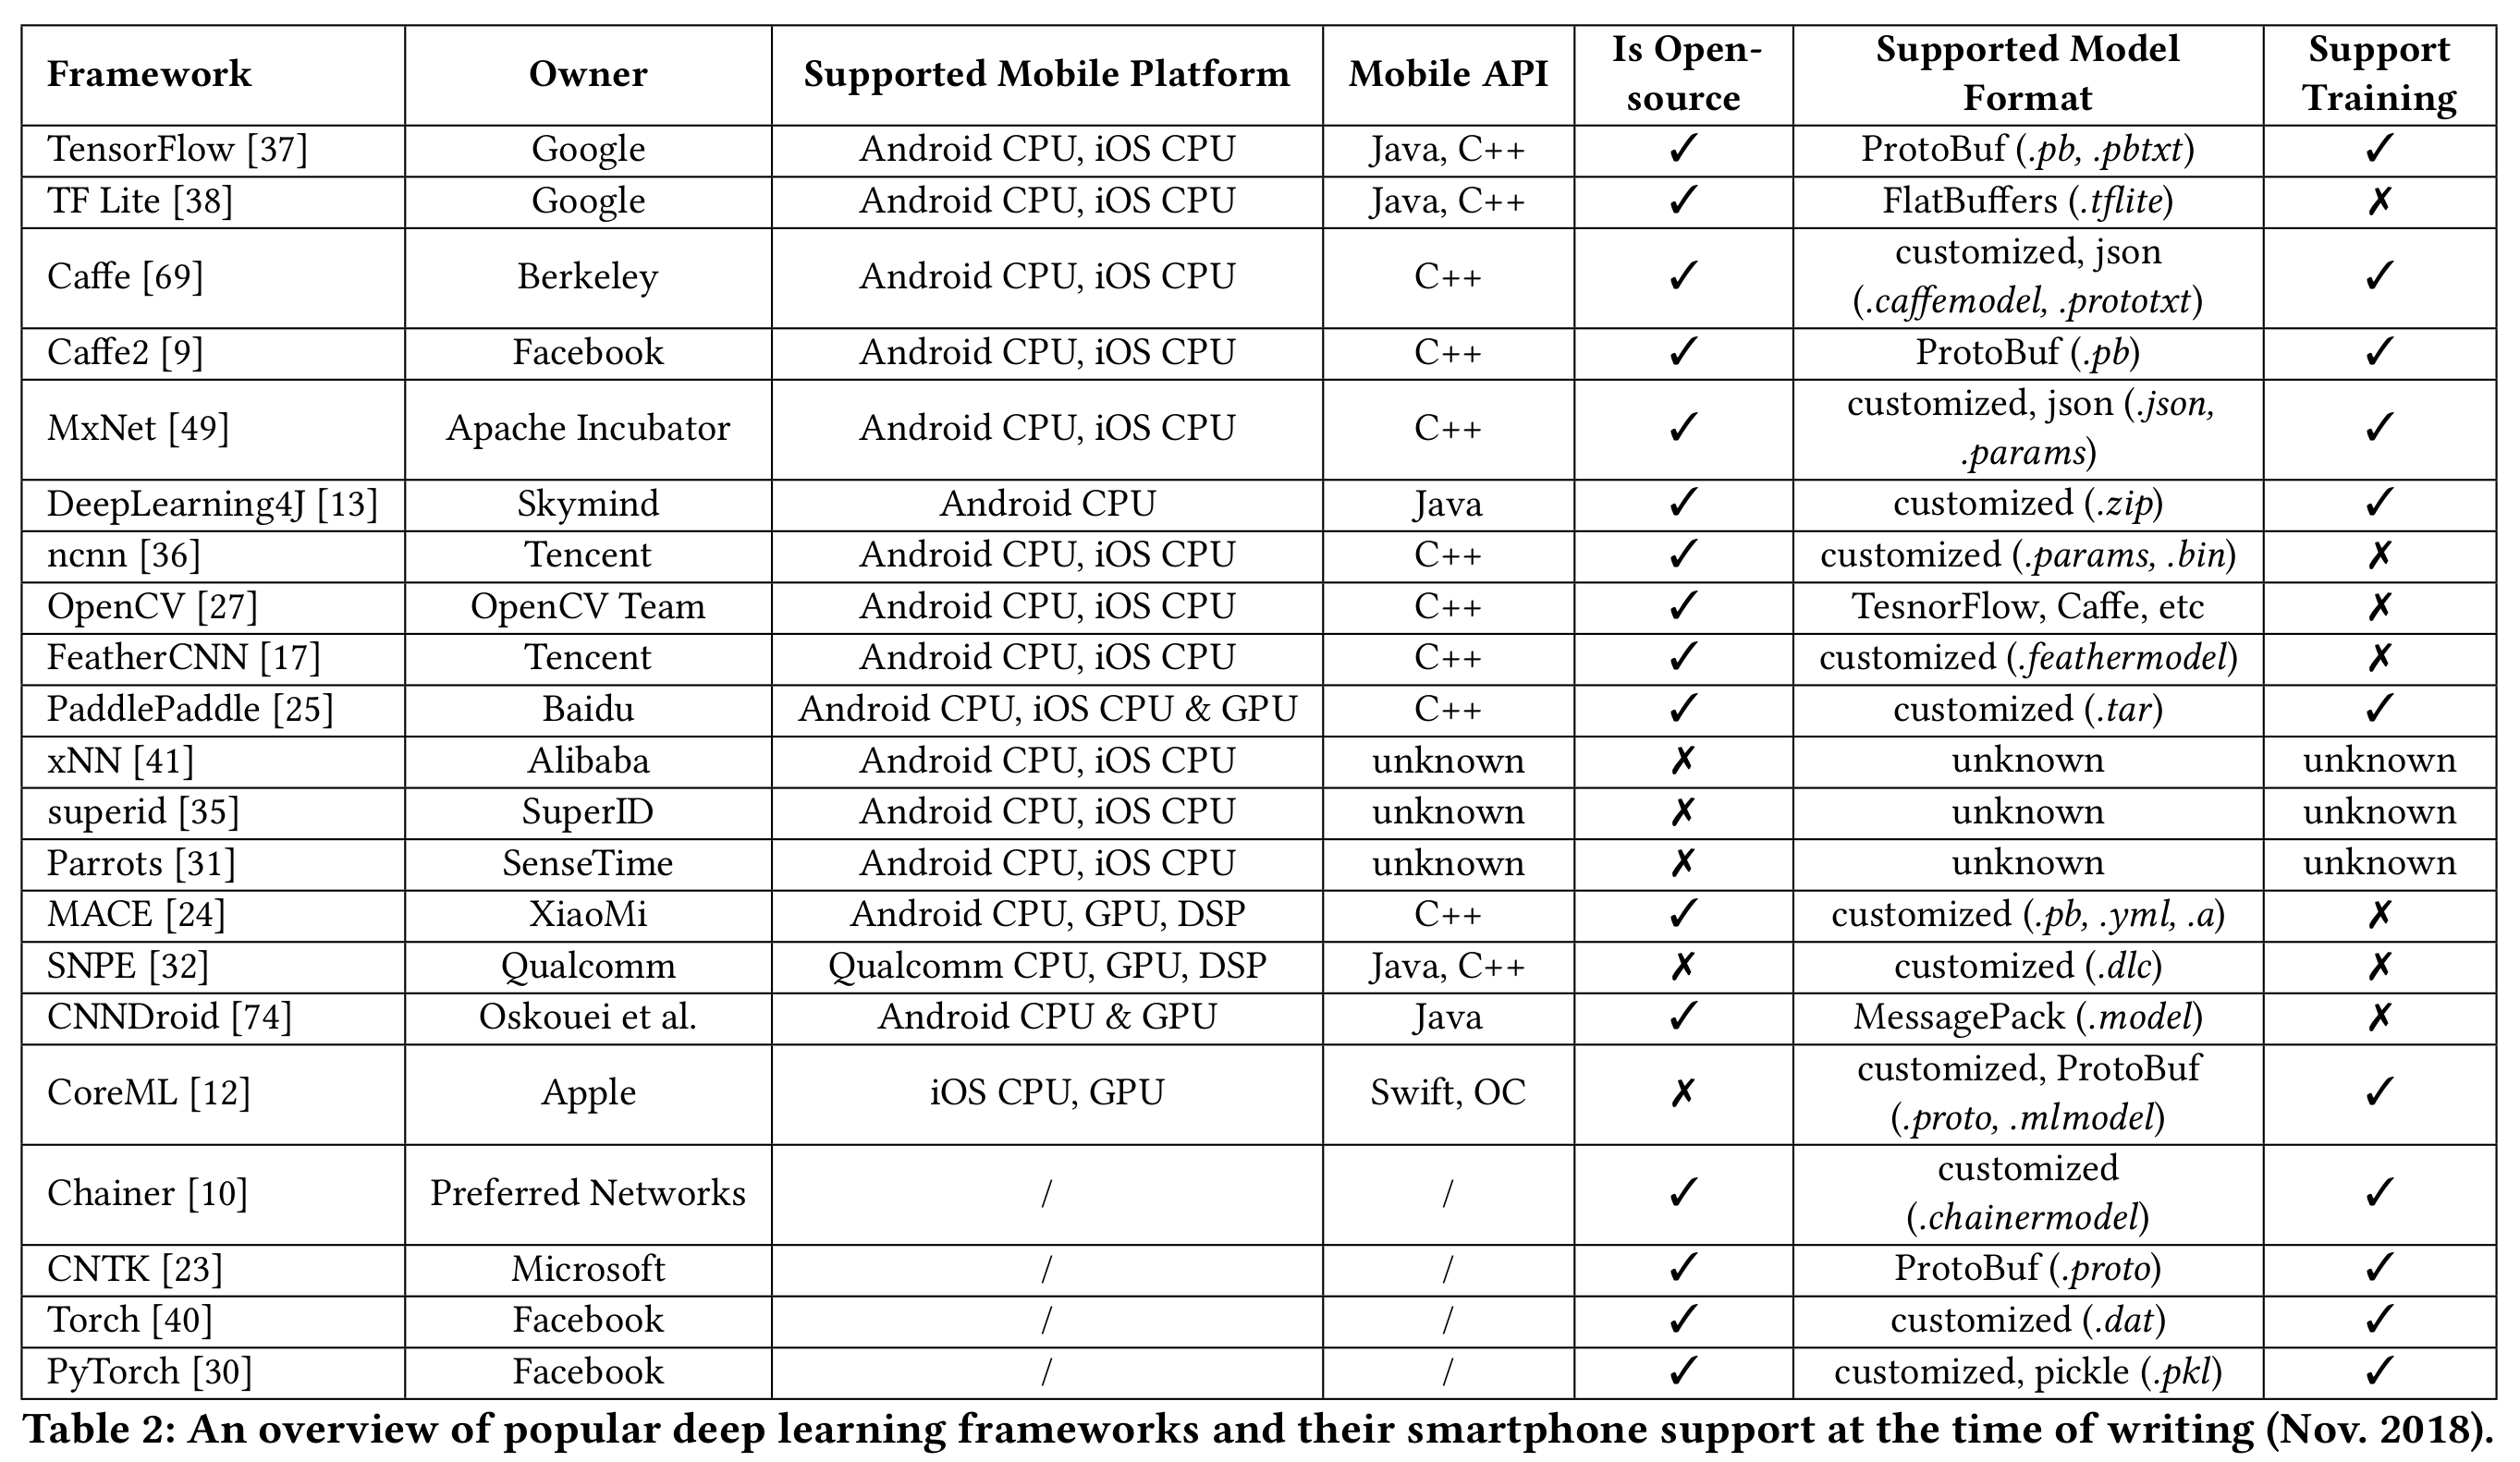 Framework Owner Supported Mobile Platform Mobile API Is Open-source Supported Model Format Support Training
TensorFlow [37] Google Android CPU, iOS CPU Java, C++ ✓ ProtoBuf (.pb, .pbtxt) ✓
TF Lite [38] Google Android CPU, iOS CPU Java, C++ ✓ FlatBuffers (.tflite) ✗
Caffe [69] Berkeley Android CPU, iOS CPU C++ ✓ customized, json (.caffemodel, .prototxt) ✓
Caffe2 [9] Facebook Android CPU, iOS CPU C++ ✓ ProtoBuf (.pb) ✓
MxNet [49] Apache Incubator Android CPU, iOS CPU C++ ✓ customized, json (.json, .params) ✓
DeepLearning4J [13] Skymind Android CPU Java ✓ customized (.zip) ✓
ncnn [36] Tencent Android CPU, iOS CPU C++ ✓ customized (.params, .bin) ✗
OpenCV [27] OpenCV Team Android CPU, iOS CPU C++ ✓ TesnorFlow, Caffe, etc ✗
FeatherCNN [17] Tencent Android CPU, iOS CPU C++ ✓ customized (.feathermodel) ✗
PaddlePaddle [25] Baidu Android CPU, iOS CPU & GPU C++ ✓ customized (.tar) ✓
xNN [41] Alibaba Android CPU, iOS CPU unknown ✗ unknown unknown
superid [35] SuperID Android CPU, iOS CPU unknown ✗ unknown unknown
Parrots [31] SenseTime Android CPU, iOS CPU unknown ✗ unknown unknown
MACE [24] XiaoMi Android CPU, GPU, DSP C++ ✓ customized (.pb, .yml, .a) ✗
SNPE [32] Qualcomm Qualcomm CPU, GPU, DSP Java, C++ ✗ customized (.dlc) ✗
CNNDroid [74] Oskouei et al. Android CPU & GPU Java ✓ MessagePack (.model) ✗
CoreML [12] Apple iOS CPU, GPU Swift, OC ✗ customized, ProtoBuf (.proto, .mlmodel) ✓
Chainer [10] Preferred Networks / / ✓ customized (.chainermodel) ✓
CNTK [23] Microsoft / / ✓ ProtoBuf (.proto) ✓
Torch [40] Facebook / / ✓ customized (.dat) ✓
PyTorch [30] Facebook / / ✓ customized, pickle (.pkl) ✓
Table 2: An overview of popular deep learning frameworks and their smartphone support at the time of writing (Nov. 2018).